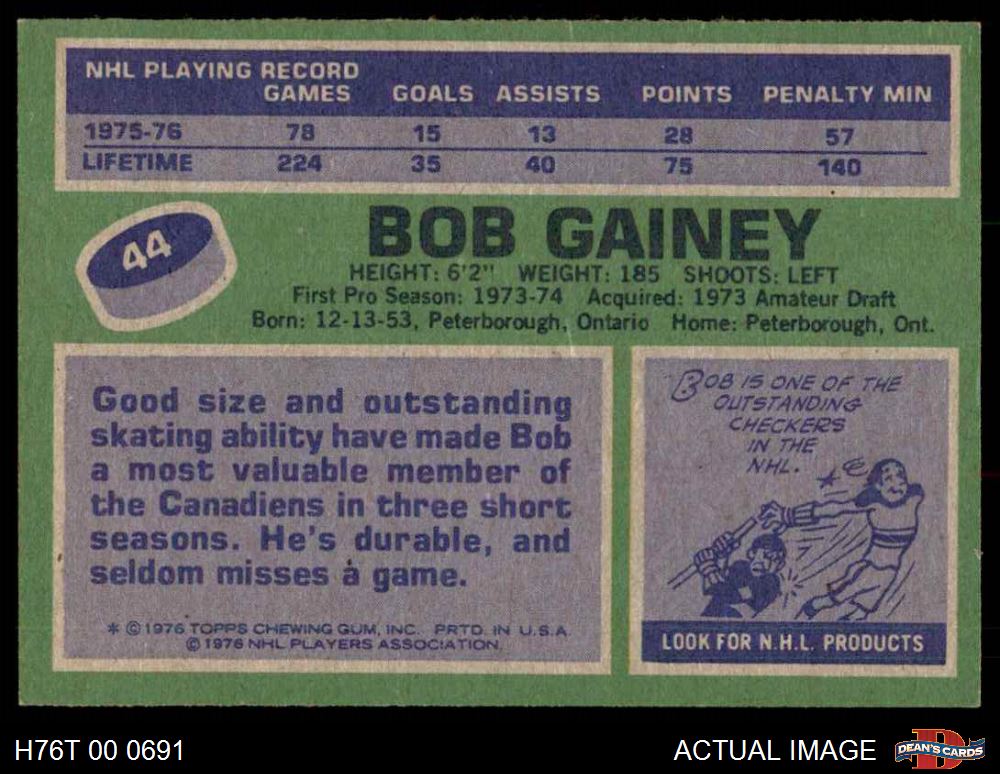 NHL PLAYING RECORD
GAMES GOALS ASSISTS POINTS PENALTY MIN
1975-76 78 15 13 28 57
LIFETIME 224 35 40 75 140
44
BOB GAINEY
HEIGHT: 6'2" WEIGHT: 185 SHOOTS: LEFT
First Pro Season: 1973-74 Acquired: 1973 Amateur Draft
Born: 12-13-53, Peterborough, Ontario Home: Peterborough, Ont.
Good size and outstanding
skating ability have made Bob
a most valuable member of
the Canadiens in three short
seasons. He's durable, and
seldom misses a game.
* © 1976 TOPPS CHEWING GUM, INC. PRTD. IN U.S.A.
© 1976 NHL PLAYERS ASSOCIATION.
BOB IS ONE OF THE
OUTSTANDING
CHECKERS
IN THE
NHL.
LOOK FOR N.H.L. PRODUCTS
H76T 00 0691
ACTUAL IMAGE
D
DEAN'S CARDS